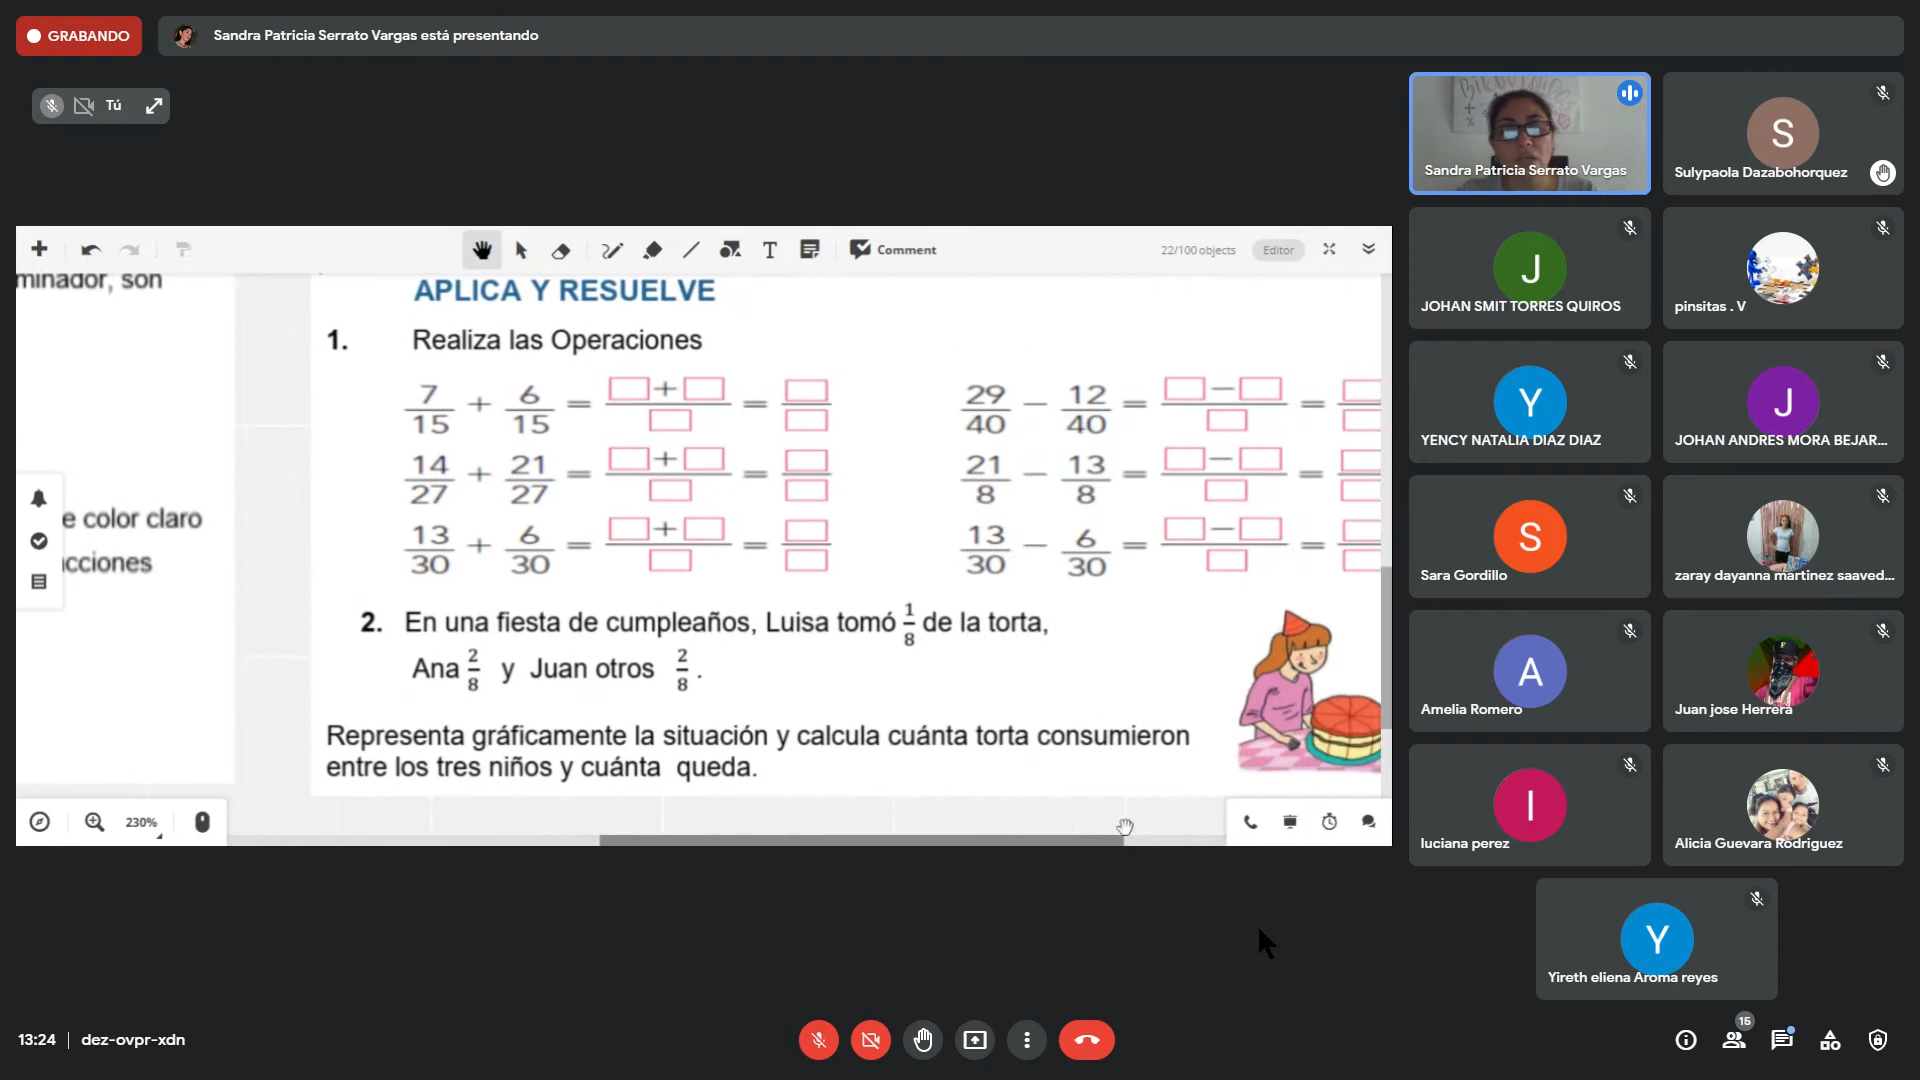 GRABANDO
Sandra Patricia Serrato Vargas está presentando
Tú
Comment
22/100 objects
Editor
minador, son
e color claro
cciones
APLICA Y RESUELVE
1. Realiza las Operaciones
7/15 + 6/15 = □+□/□ = □/□
29/40 − 12/40 = □−□/□ = □/□
14/27 + 21/27 = □+□/□ = □/□
21/8 − 13/8 = □−□/□ = □/□
13/30 + 6/30 = □+□/□ = □/□
13/30 − 6/30 = □−□/□ = □/□
2. En una fiesta de cumpleaños, Luisa tomó 1/8 de la torta,
Ana 2/8 y Juan otros 2/8 .
Representa gráficamente la situación y calcula cuánta torta consumieron
entre los tres niños y cuánta queda.
230%
Sandra Patricia Serrato Vargas
S
Sulypaola Dazabohorquez
J
JOHAN SMIT TORRES QUIROS
pinsitas . V
Y
YENCY NATALIA DIAZ DIAZ
J
JOHAN ANDRES MORA BEJAR...
S
Sara Gordillo
zaray dayanna martinez saaved...
A
Amelia Romero
Juan jose Herrera
l
luciana perez
Alicia Guevara Rodriguez
Y
Yireth eliena Aroma reyes
13:24 | dez-ovpr-xdn
15